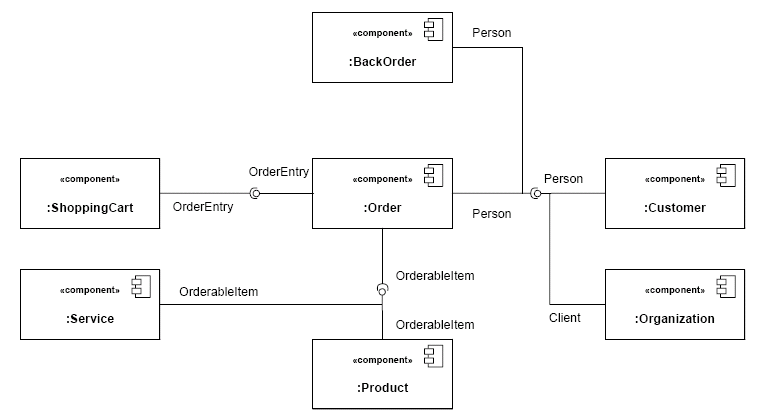 «component»
:BackOrder
Person
«component»
:ShoppingCart
OrderEntry
OrderEntry
«component»
:Order
Person
Person
«component»
:Customer
«component»
:Service
OrderableItem
OrderableItem
OrderableItem
Client
«component»
:Organization
«component»
:Product